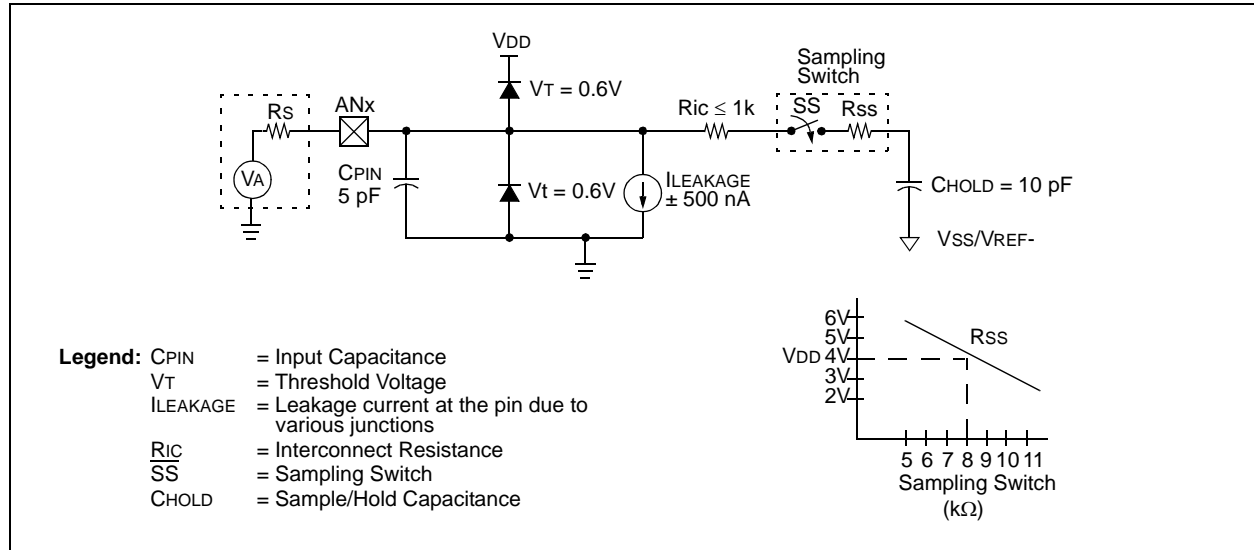 VDD
VT = 0.6V
Sampling
Switch
RS
ANx
Ric ≤ 1k
SS
Rss
VA
CPIN
5 pF
Vt = 0.6V
ILEAKAGE
± 500 nA
CHOLD = 10 pF
VSS/VREF-
Legend: CPIN = Input Capacitance
VT = Threshold Voltage
ILEAKAGE = Leakage current at the pin due to
various junctions
RIC = Interconnect Resistance
SS = Sampling Switch
CHOLD = Sample/Hold Capacitance
6V
5V
VDD 4V
3V
2V
RSS
5 6 7 8 9 10 11
Sampling Switch
(kΩ)